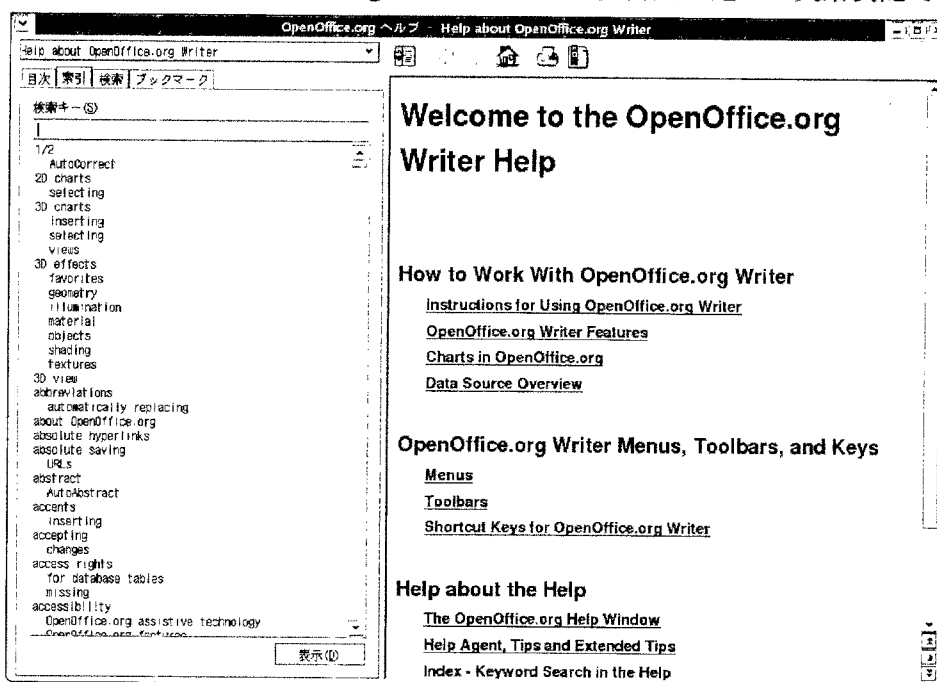 OpenOffice.org ヘルプ - Help about OpenOffice.org Writer
Help about OpenOffice.org Writer
目次 索引 検索 ブックマーク
検索キー(S)
1/2
AutoCorrect
2D charts
selecting
3D charts
inserting
selecting
views
3D effects
favorites
geometry
illumination
material
objects
shading
textures
3D view
abbreviations
automatically replacing
about OpenOffice.org
absolute hyperlinks
absolute saving
URLs
abstract
AutoAbstract
accents
inserting
accepting
changes
access rights
for database tables
missing
accessibility
OpenOffice.org assistive technology
OpenOffice.org features
表示(D)
Welcome to the OpenOffice.org
Writer Help
How to Work With OpenOffice.org Writer
Instructions for Using OpenOffice.org Writer
OpenOffice.org Writer Features
Charts in OpenOffice.org
Data Source Overview
OpenOffice.org Writer Menus, Toolbars, and Keys
Menus
Toolbars
Shortcut Keys for OpenOffice.org Writer
Help about the Help
The OpenOffice.org Help Window
Help Agent, Tips and Extended Tips
Index - Keyword Search in the Help